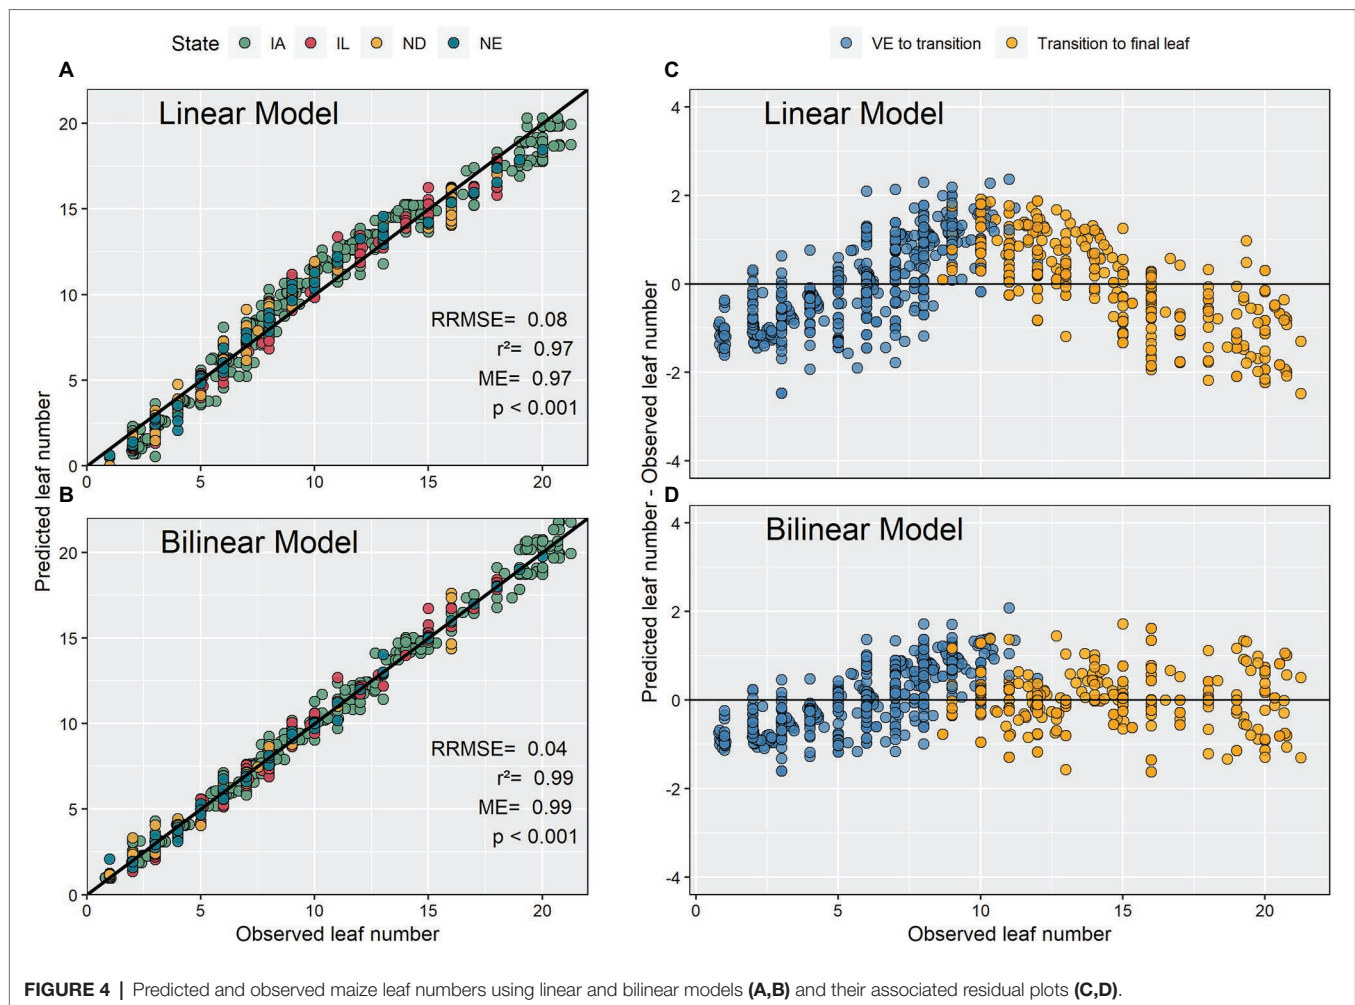 State IA IL ND NE
VE to transition Transition to final leaf
A
Linear Model
20
15
10
5
0
RRMSE= 0.08
r²= 0.97
ME= 0.97
p < 0.001
0 5 10 15 20
B
Bilinear Model
20
15
10
5
0
RRMSE= 0.04
r²= 0.99
ME= 0.99
p < 0.001
0 5 10 15 20
Observed leaf number
Predicted leaf number
C
Linear Model
4
2
0
-2
-4
D
Bilinear Model
4
2
0
-2
-4
0 5 10 15 20
Observed leaf number
Predicted leaf number - Observed leaf number
FIGURE 4 | Predicted and observed maize leaf numbers using linear and bilinear models (A,B) and their associated residual plots (C,D).